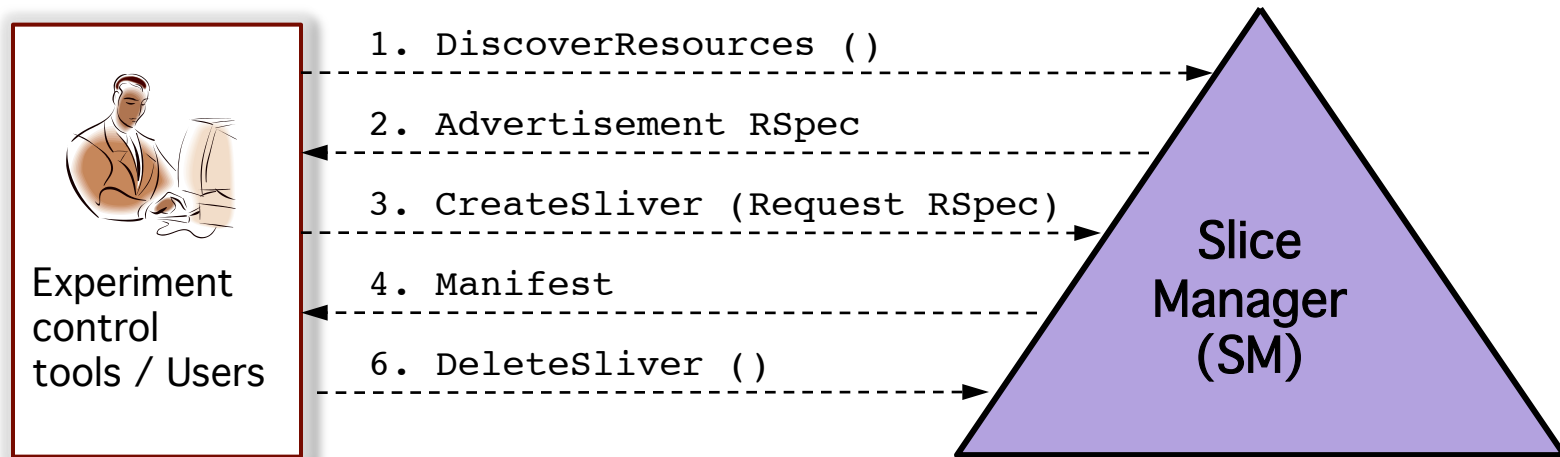 1. DiscoverResources ()
2. Advertisement RSpec
3. CreateSliver (Request RSpec)
4. Manifest
6. DeleteSliver ()
Experiment
control
tools / Users
Slice
Manager
(SM)